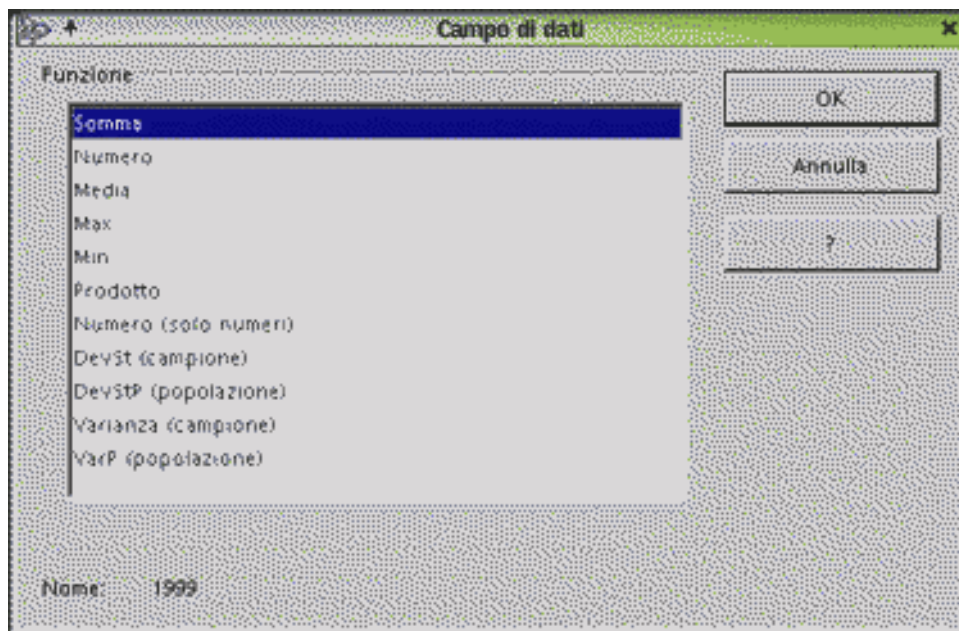 Campo di dati
Funzione
Somma
Numero
Media
Max
Min
Prodotto
Numero (solo numeri)
DevSt (campione)
DevStP (popolazione)
Varianza (campione)
VarP (popolazione)
OK
Annulla
?
Nome: 1999